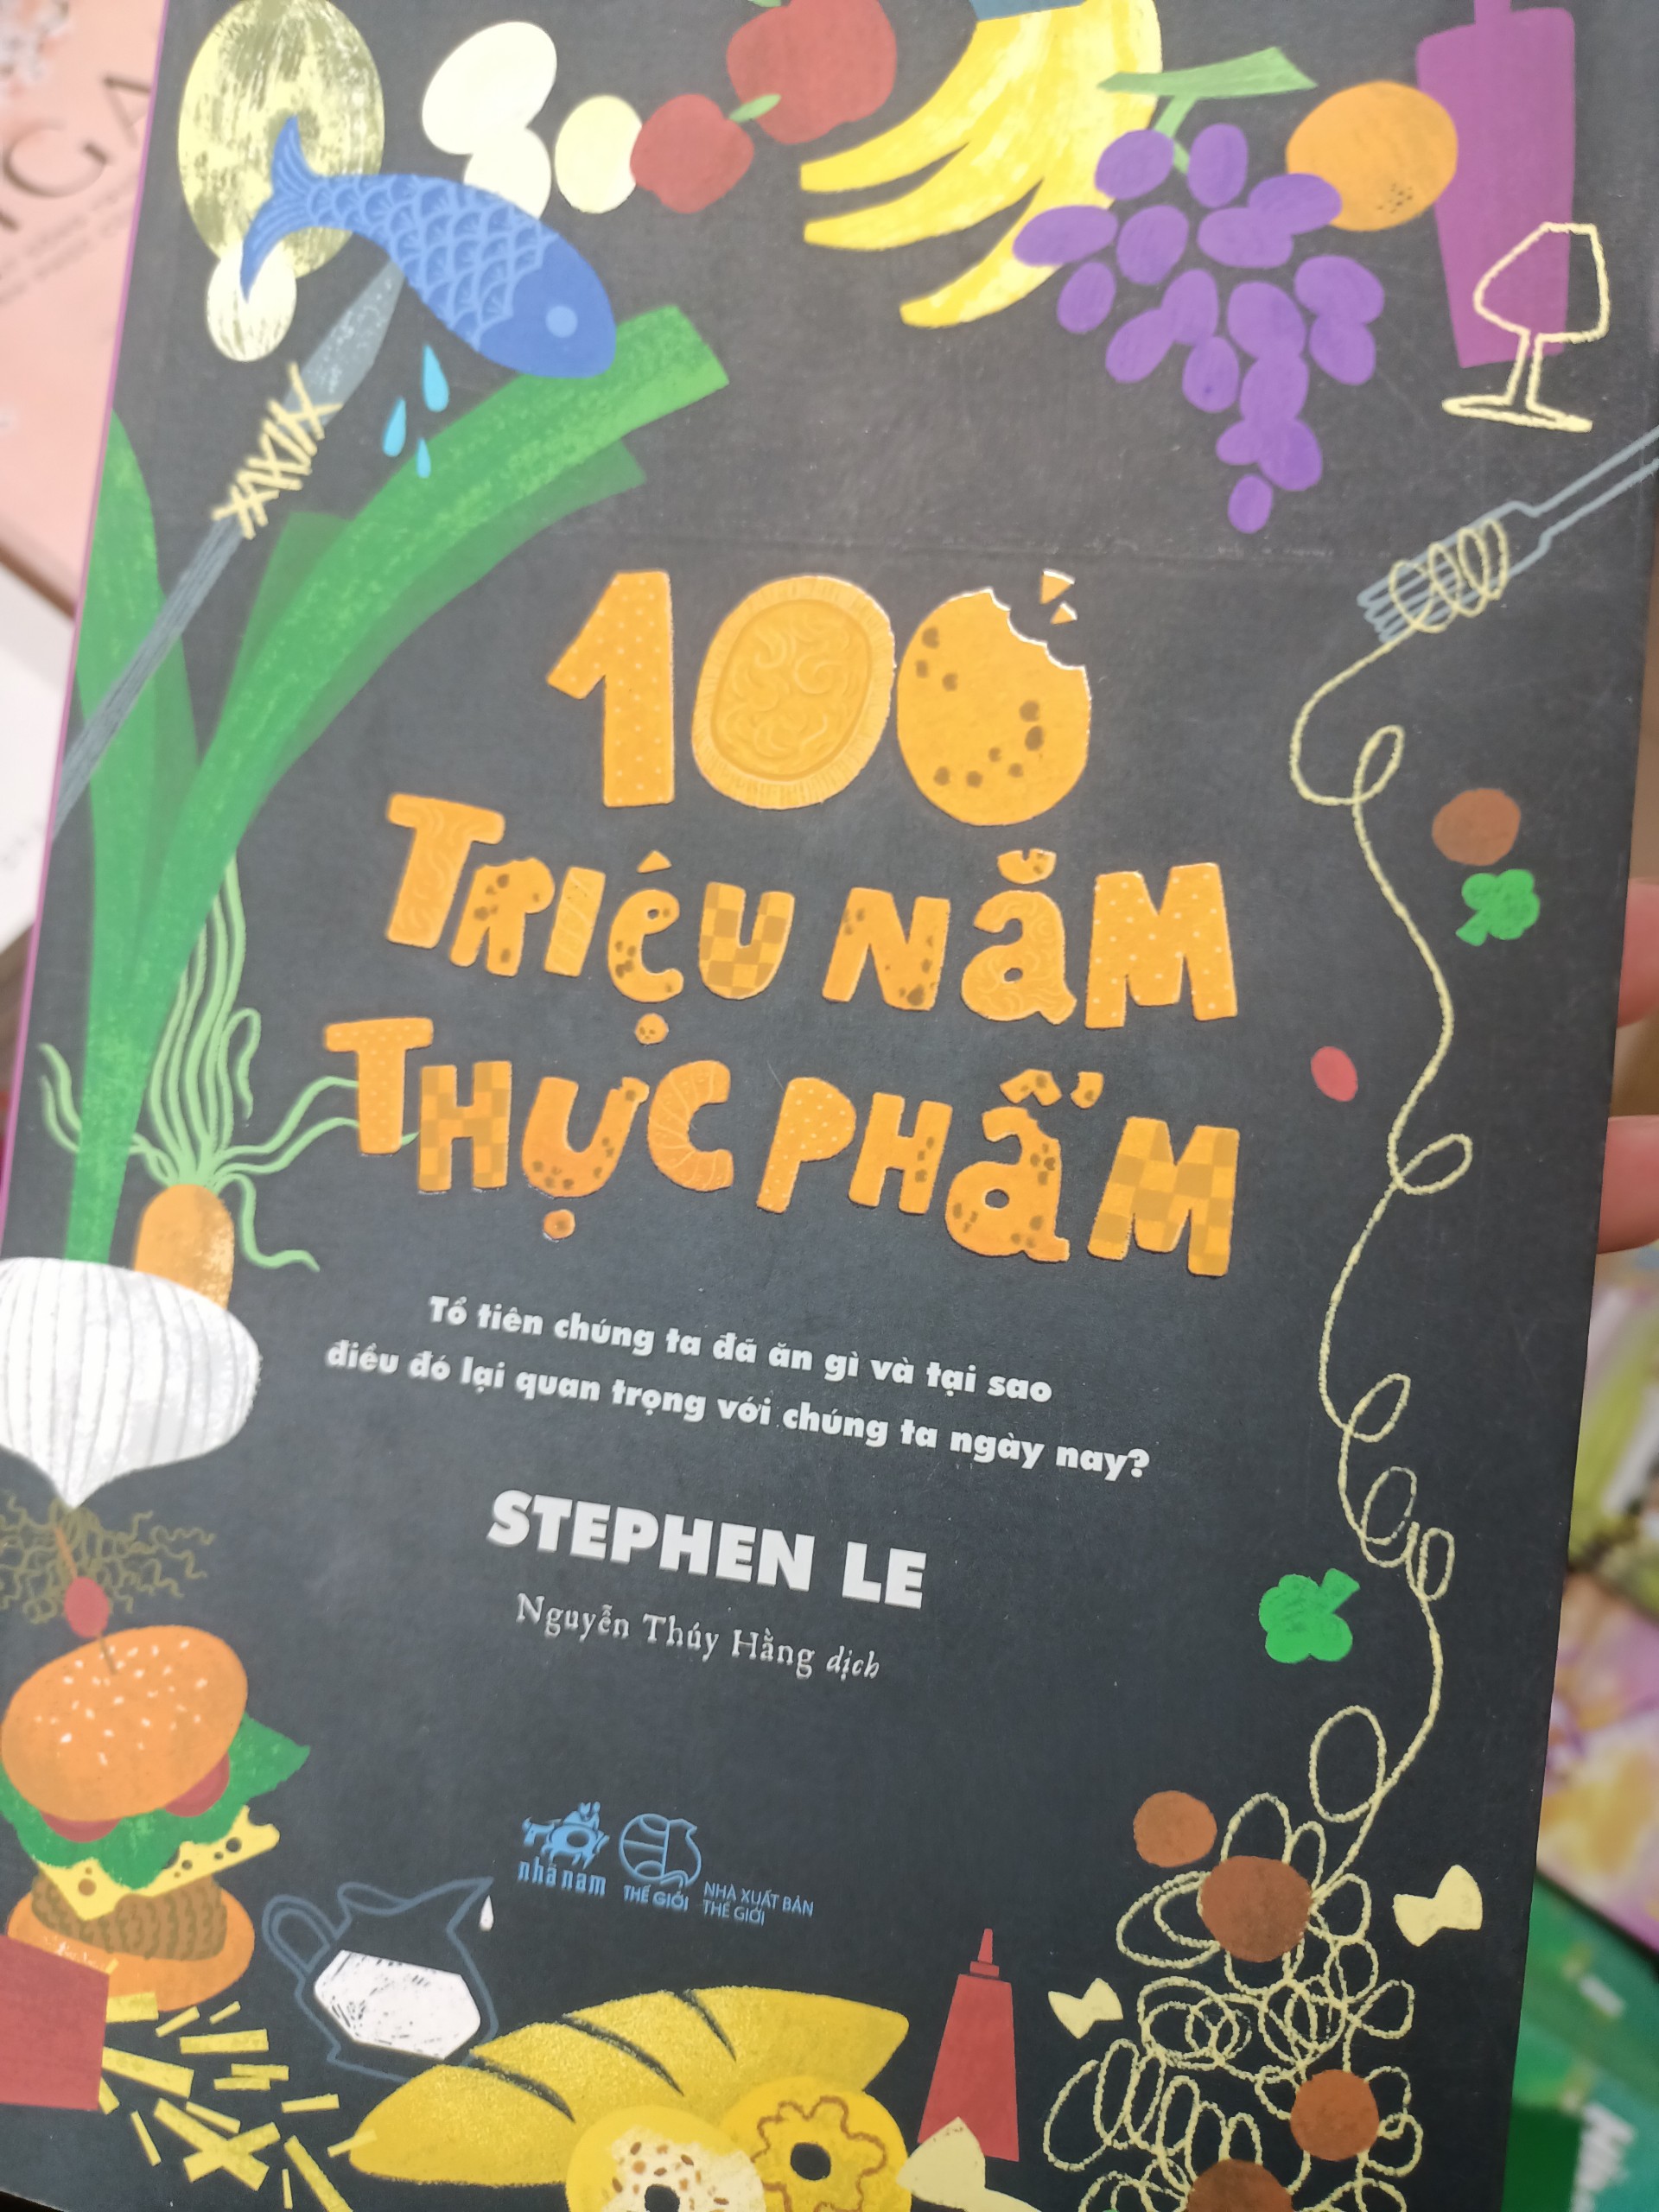 100
TRIỆU NĂM
THỰC PHẨM
Tổ tiên chúng ta đã ăn gì và tại sao
điều đó lại quan trọng với chúng ta ngày nay?
STEPHEN LE
Nguyễn Thúy Hằng dịch
nhã nam
THẾ GIỚI
NHÀ XUẤT BẢN
THẾ GIỚI